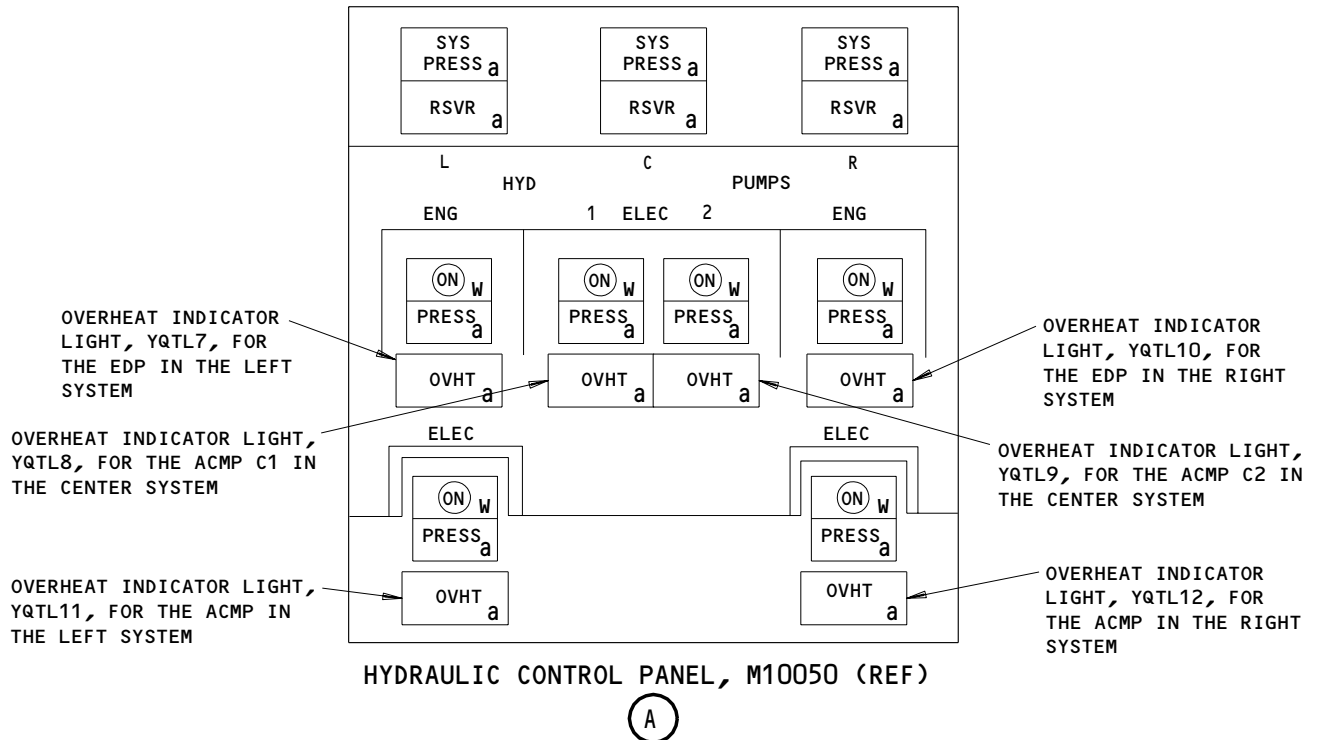 SYS
PRESS a
RSVR a
SYS
PRESS a
RSVR a
SYS
PRESS a
RSVR a
L C R
HYD PUMPS
ENG 1 ELEC 2 ENG
ON W
PRESS a
ON W
PRESS a
ON W
PRESS a
ON W
PRESS a
OVHT a
OVHT a
OVHT a
OVHT a
OVERHEAT INDICATOR
LIGHT, YQTL7, FOR
THE EDP IN THE LEFT
SYSTEM
OVERHEAT INDICATOR
LIGHT, YQTL10, FOR
THE EDP IN THE RIGHT
SYSTEM
OVERHEAT INDICATOR LIGHT,
YQTL8, FOR THE ACMP C1 IN
THE CENTER SYSTEM
OVERHEAT INDICATOR LIGHT,
YQTL9, FOR THE ACMP C2 IN
THE CENTER SYSTEM
ELEC ELEC
ON W
PRESS a
ON W
PRESS a
OVHT a
OVHT a
OVERHEAT INDICATOR LIGHT,
YQTL11, FOR THE ACMP IN
THE LEFT SYSTEM
OVERHEAT INDICATOR
LIGHT, YQTL12, FOR
THE ACMP IN THE RIGHT
SYSTEM
HYDRAULIC CONTROL PANEL, M10050 (REF)
A